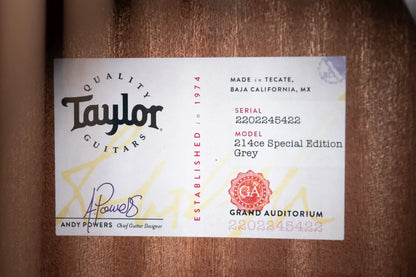 QUALITY
Taylor
GUITARS
A. Powers
ANDY POWERS Chief Guitar Designer
ESTABLISHED in 1974
MADE in TECATE,
BAJA CALIFORNIA, MX
SERIAL
2202245422
MODEL
214ce Special Edition
Grey
GA
GRAND AUDITORIUM
2202245422